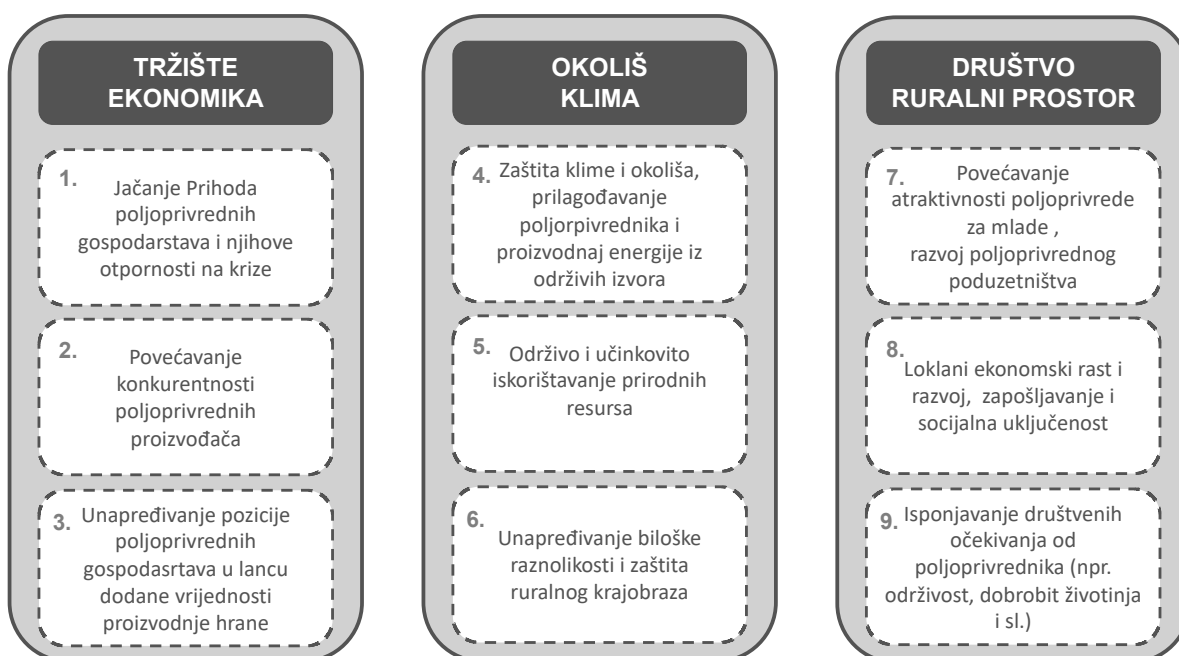 TRŽIŠTE
EKONOMIKA
1.
Jačanje Prihoda
poljoprivrednih
gospodarstava i njihove
otpornosti na krize
2.
Povećavanje
konkurentnosti
poljoprivrednih
proizvođača
3. Unapređivanje pozicije
poljoprivrednih
gospodasrtava u lancu
dodane vrijednosti
proizvodnje hrane
OKOLIŠ
KLIMA
4. Zaštita klime i okoliša,
prilagođavanje
poljorpivrednika i
proizvodnaj energije iz
održivih izvora
5. Održivo i učinkovito
iskorištavanje prirodnih
resursa
6.
Unapređivanje biloške
raznolikosti i zaštita
ruralnog krajobraza
DRUŠTVO
RURALNI PROSTOR
7. Povećavanje
atraktivnosti poljoprivrede
za mlade ,
razvoj poljoprivrednog
poduzetništva
8.
Loklani ekonomski rast i
razvoj, zapošljavanje i
socijalna uključenost
9. Isponjavanje društvenih
očekivanja od
poljoprivrednika (npr.
održivost, dobrobit životinja
i sl.)